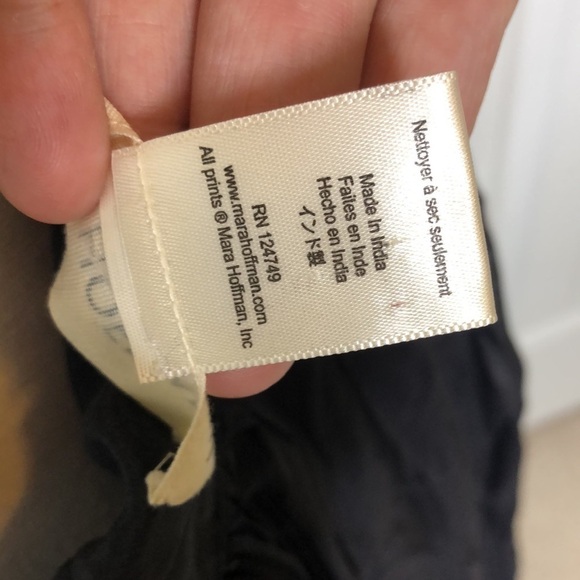 Nettoyer à sec seulement
Made In India
Failes en Inde
Hecho en India
インド製
RN 124749
www.marahoffman.com
All prints ® Mara Hoffman, Inc